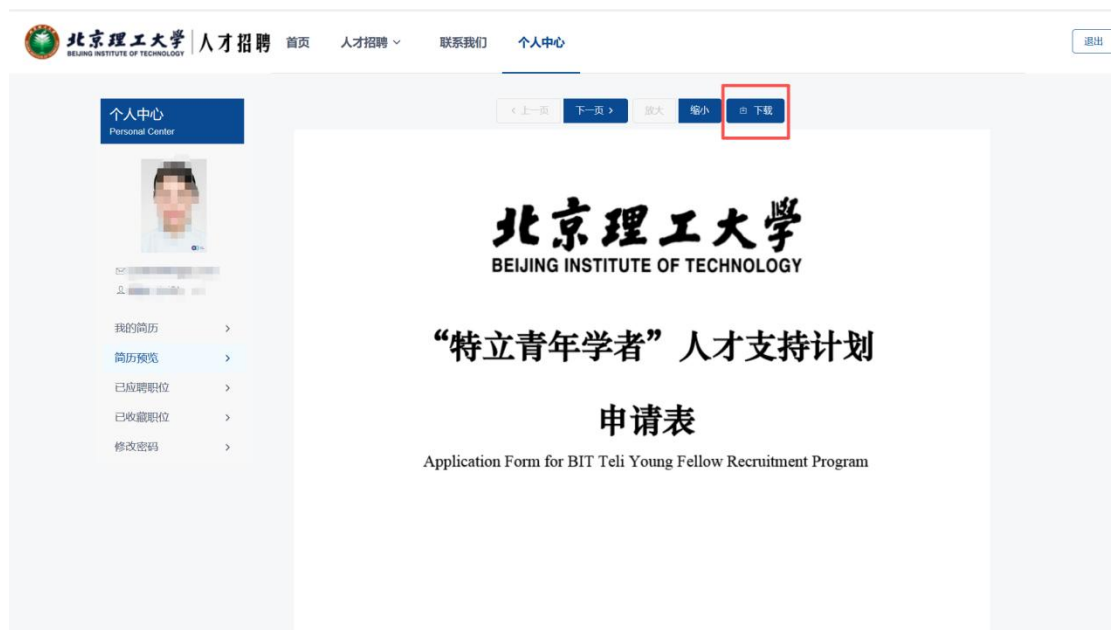 北京理工大学
BEIJING INSTITUTE OF TECHNOLOGY
人才招聘
首页
人才招聘
联系我们
个人中心
退出
个人中心
Personal Center
上一页
下一页
放大
缩小
下载
我的简历
简历预览
已应聘职位
已收藏职位
修改密码
北京理工大學
BEIJING INSTITUTE OF TECHNOLOGY
“特立青年学者”人才支持计划
申请表
Application Form for BIT Teli Young Fellow Recruitment Program